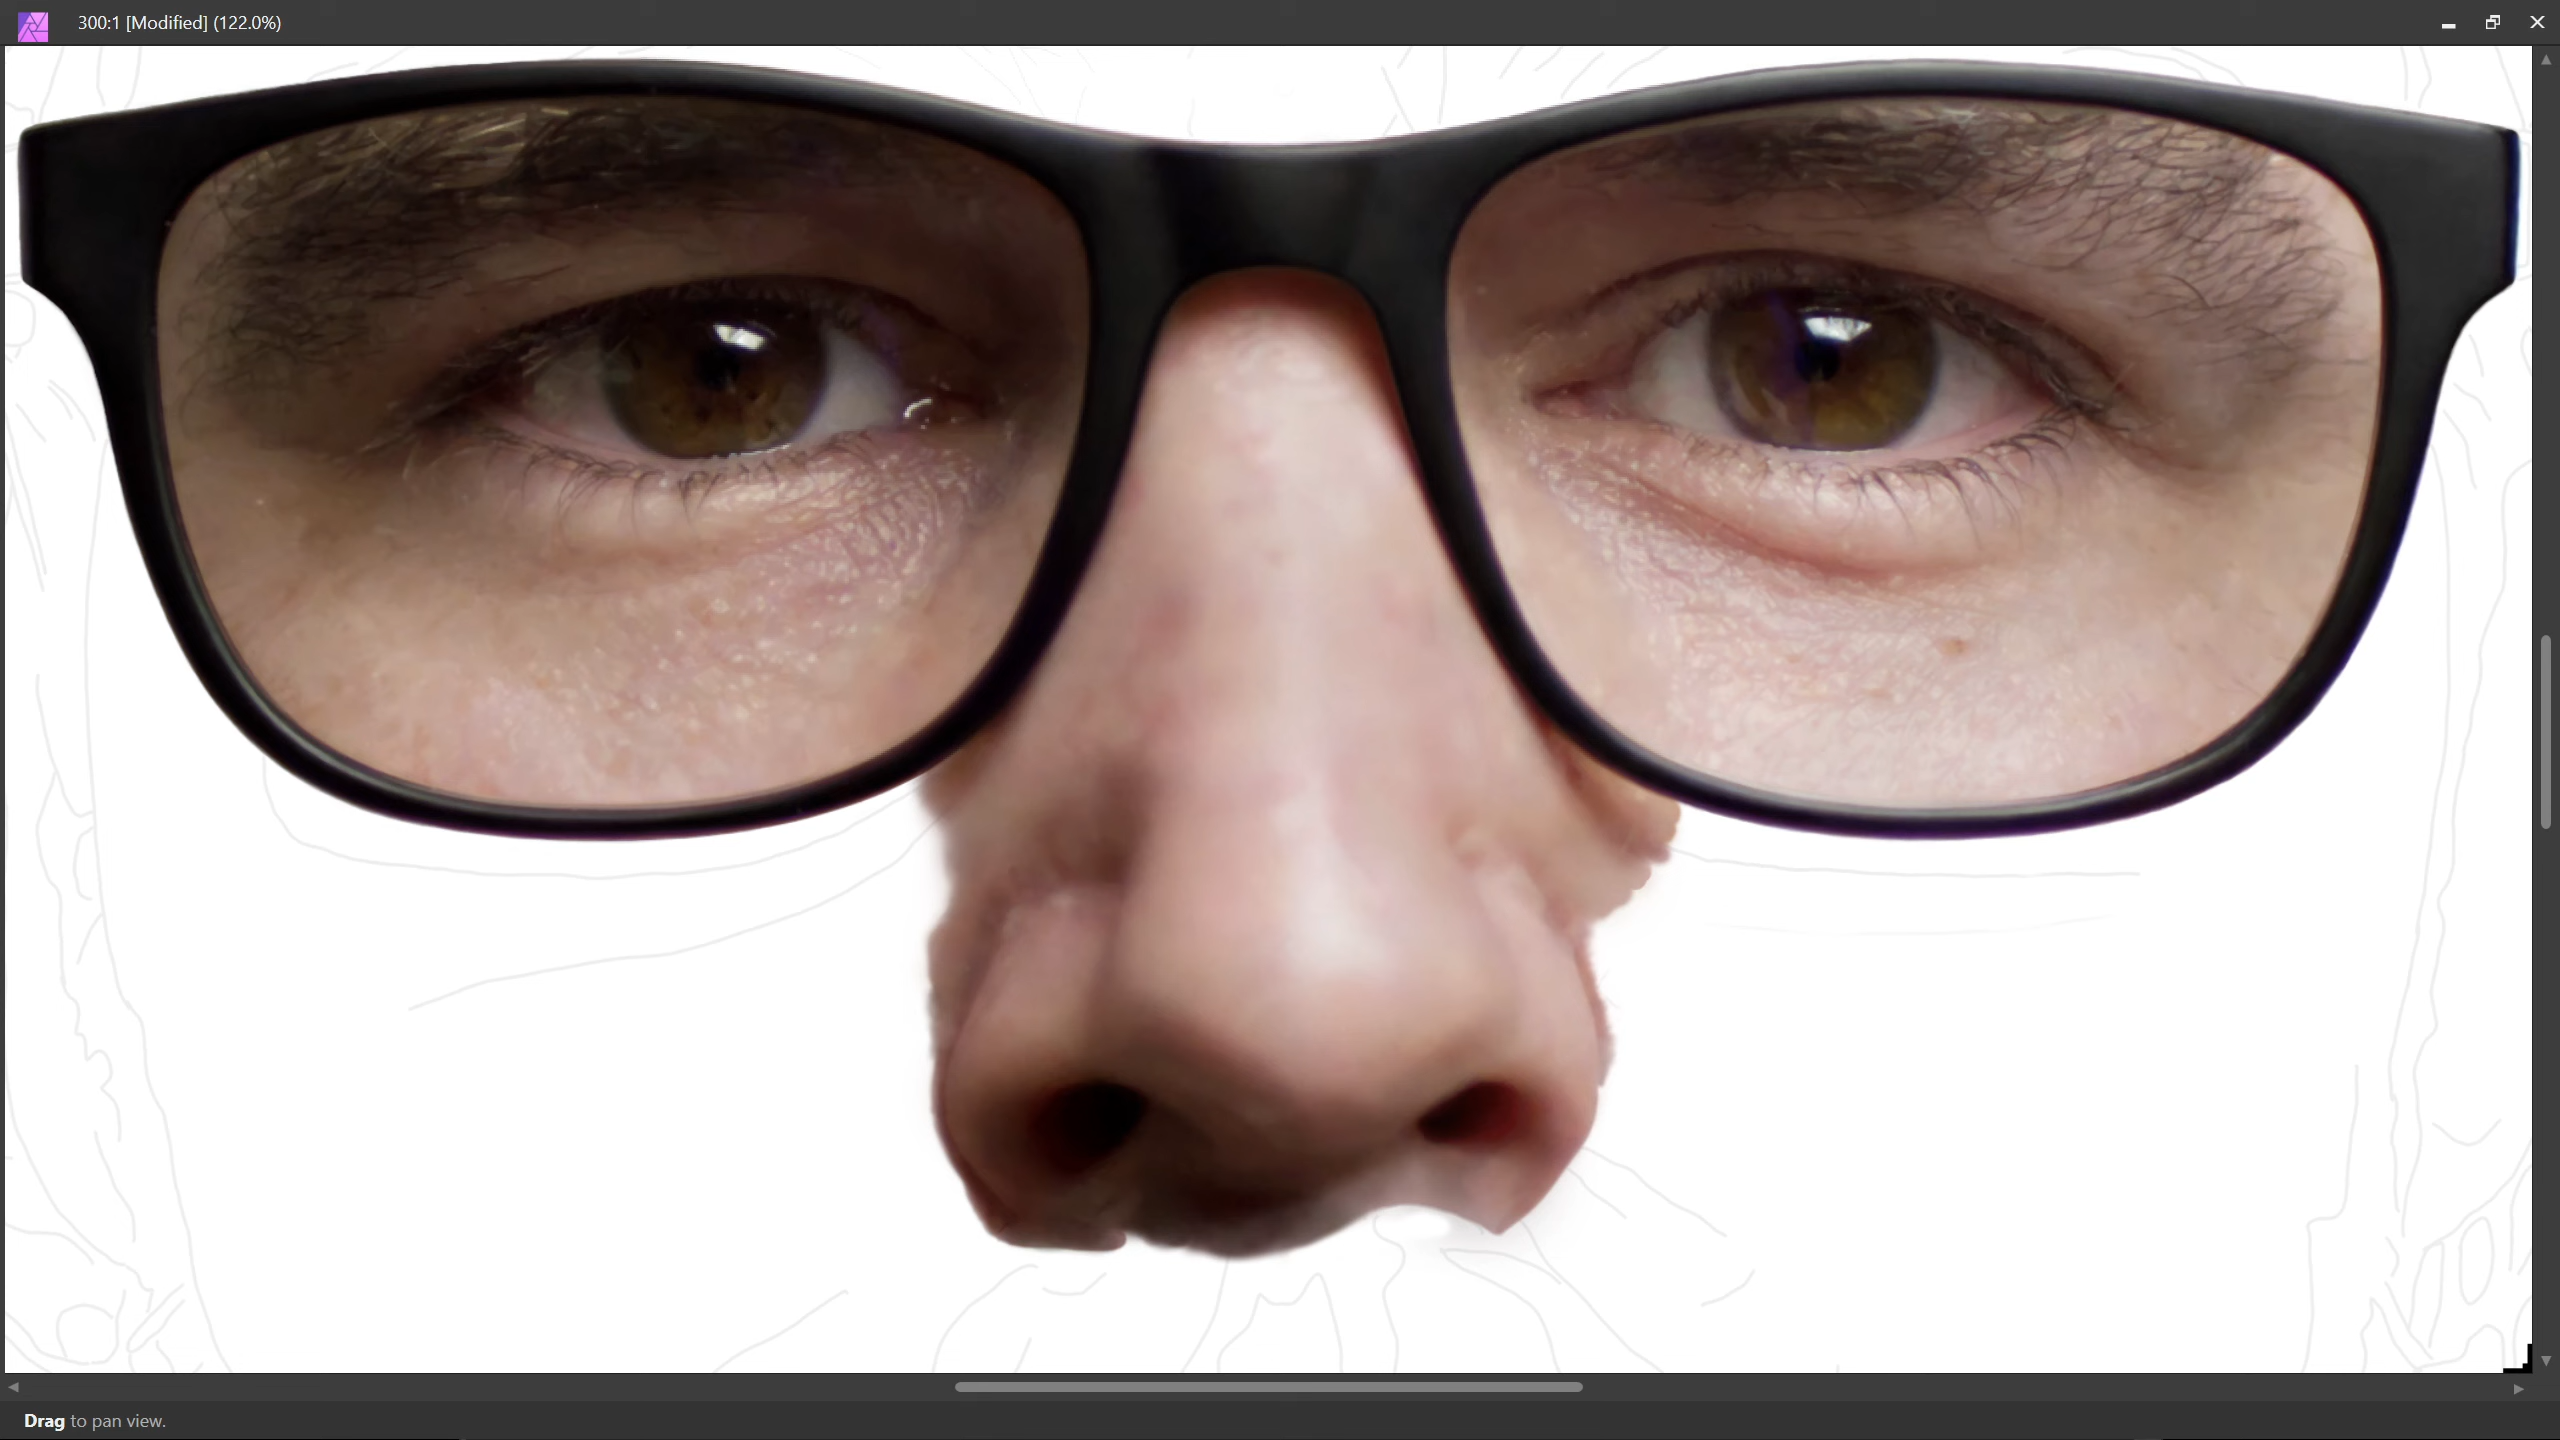 300:1 [Modified] (122.0%)
Drag to pan view.